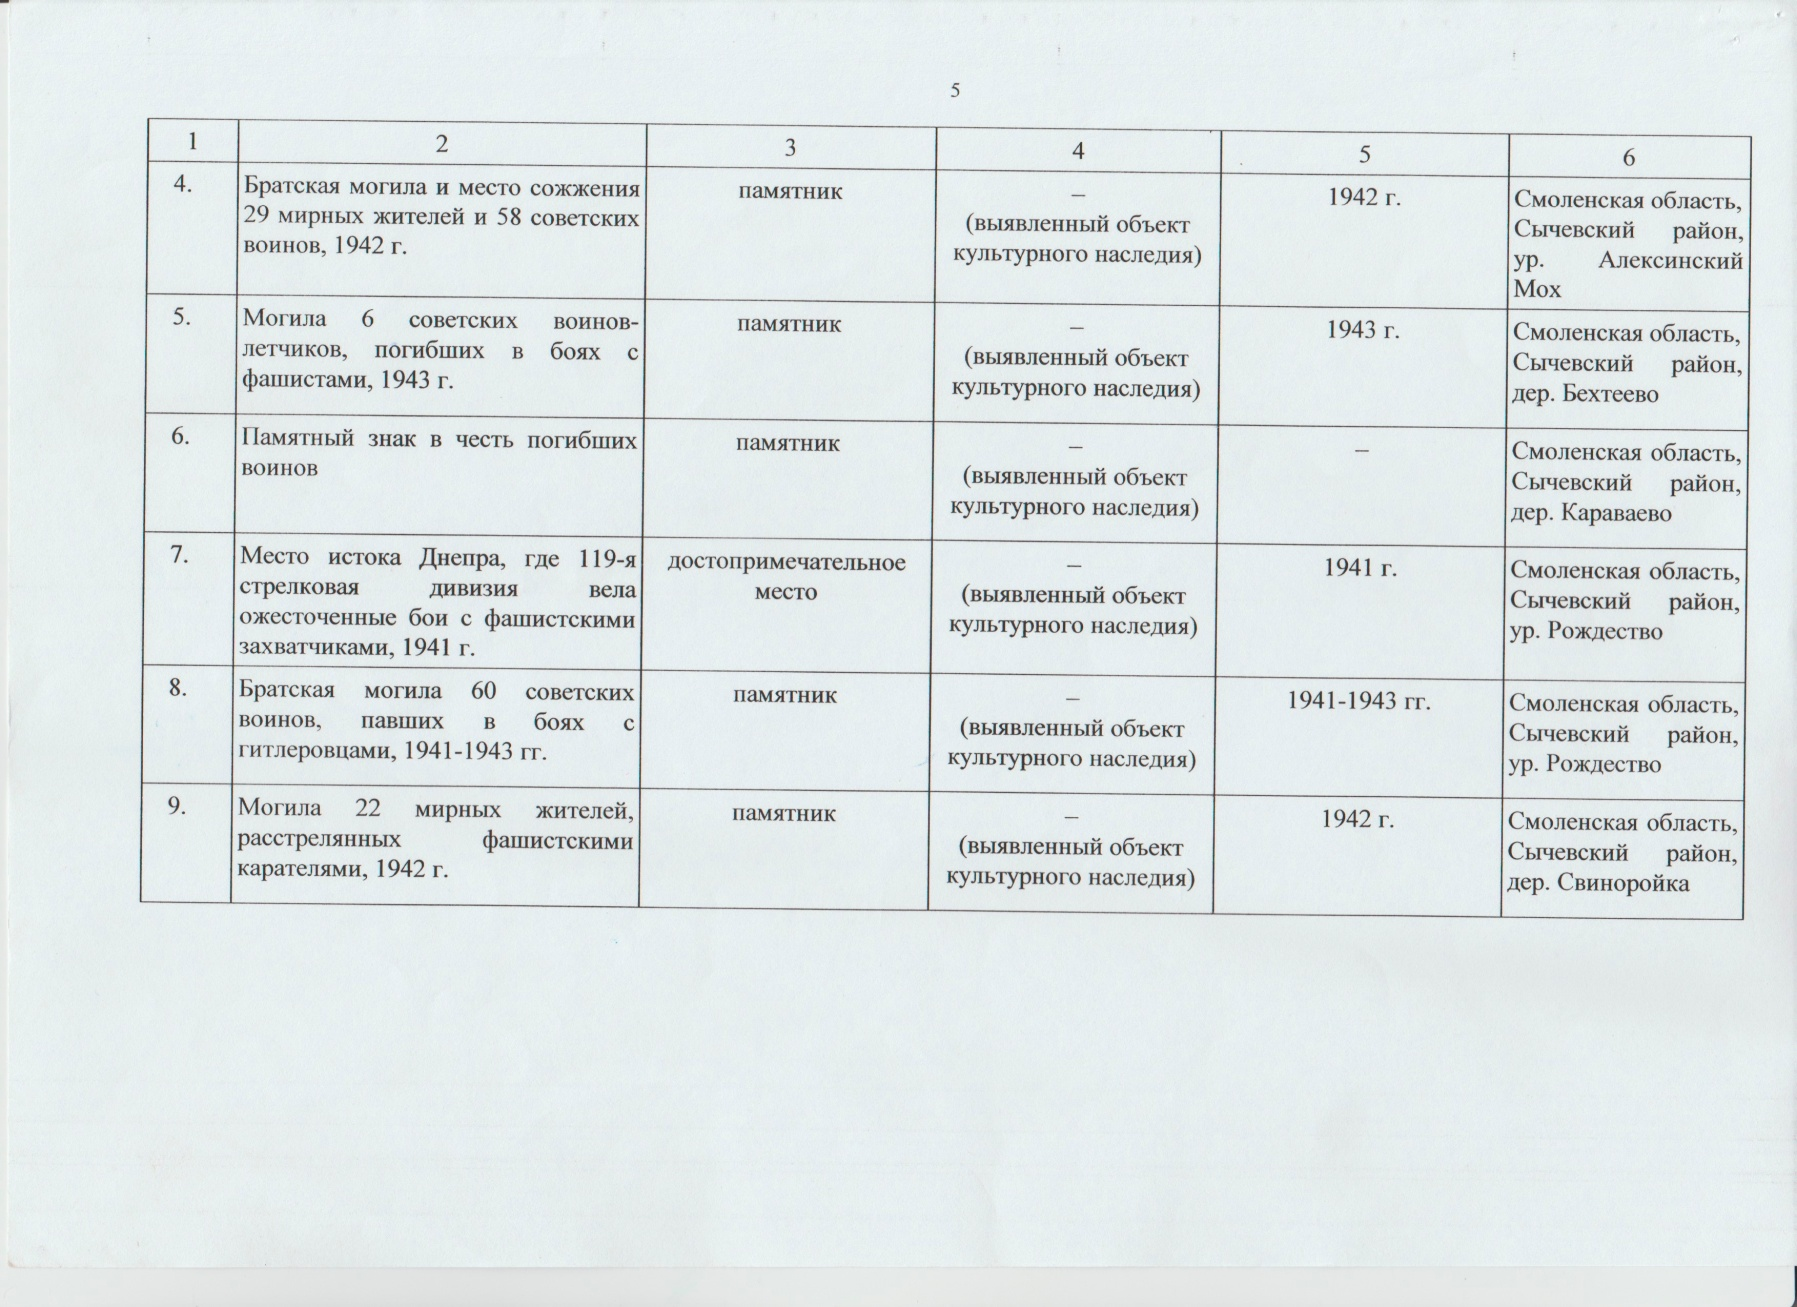 5
1
2
3
4
5
6
4.
Братская могила и место сожжения
29 мирных жителей и 58 советских
воинов, 1942 г.
памятник
–
(выявленный объект
культурного наследия)
1942 г.
Смоленская область,
Сычевский район,
ур. Алексинский
Мох
5.
Могила 6 советских воинов-
летчиков, погибших в боях с
фашистами, 1943 г.
памятник
–
(выявленный объект
культурного наследия)
1943 г.
Смоленская область,
Сычевский район,
дер. Бехтеево
6.
Памятный знак в честь погибших
воинов
памятник
–
(выявленный объект
культурного наследия)
–
Смоленская область,
Сычевский район,
дер. Караваево
7.
Место истока Днепра, где 119-я
стрелковая дивизия вела
ожесточенные бои с фашистскими
захватчиками, 1941 г.
достопримечательное
место
–
(выявленный объект
культурного наследия)
1941 г.
Смоленская область,
Сычевский район,
ур. Рождество
8.
Братская могила 60 советских
воинов, павших в боях с
гитлеровцами, 1941-1943 гг.
памятник
–
(выявленный объект
культурного наследия)
1941-1943 гг.
Смоленская область,
Сычевский район,
ур. Рождество
9.
Могила 22 мирных жителей,
расстрелянных фашистскими
карателями, 1942 г.
памятник
–
(выявленный объект
культурного наследия)
1942 г.
Смоленская область,
Сычевский район,
дер. Свиноройка